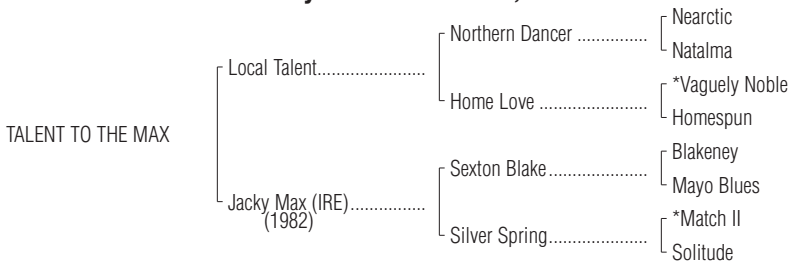 Nearctic
Northern Dancer ...............
Natalma
Local Talent.......................
*Vaguely Noble
Home Love .......................
Homespun
TALENT TO THE MAX
Blakeney
Sexton Blake.....................
Mayo Blues
Jacky Max (IRE)................
(1982)
*Match II
Silver Spring.....................
Solitude